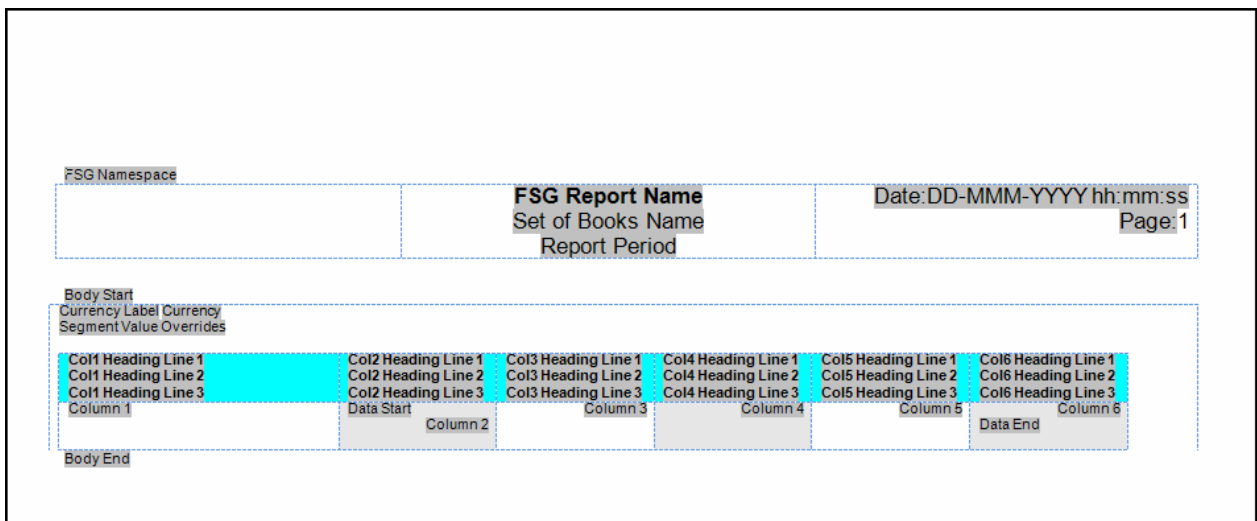 FSG Namespace
FSG Report Name
Set of Books Name
Report Period
Date:DD-MMM-YYYY hh:mm:ss
Page:1
Body Start
Currency Label Currency
Segment Value Overrides
Col1 Heading Line 1 Col2 Heading Line 1 Col3 Heading Line 1 Col4 Heading Line 1 Col5 Heading Line 1 Col6 Heading Line 1
Col1 Heading Line 2 Col2 Heading Line 2 Col3 Heading Line 2 Col4 Heading Line 2 Col5 Heading Line 2 Col6 Heading Line 2
Col1 Heading Line 3 Col2 Heading Line 3 Col3 Heading Line 3 Col4 Heading Line 3 Col5 Heading Line 3 Col6 Heading Line 3
Column 1 Data Start Column 3 Column 4 Column 5 Column 6
Column 2 Data End
Body End